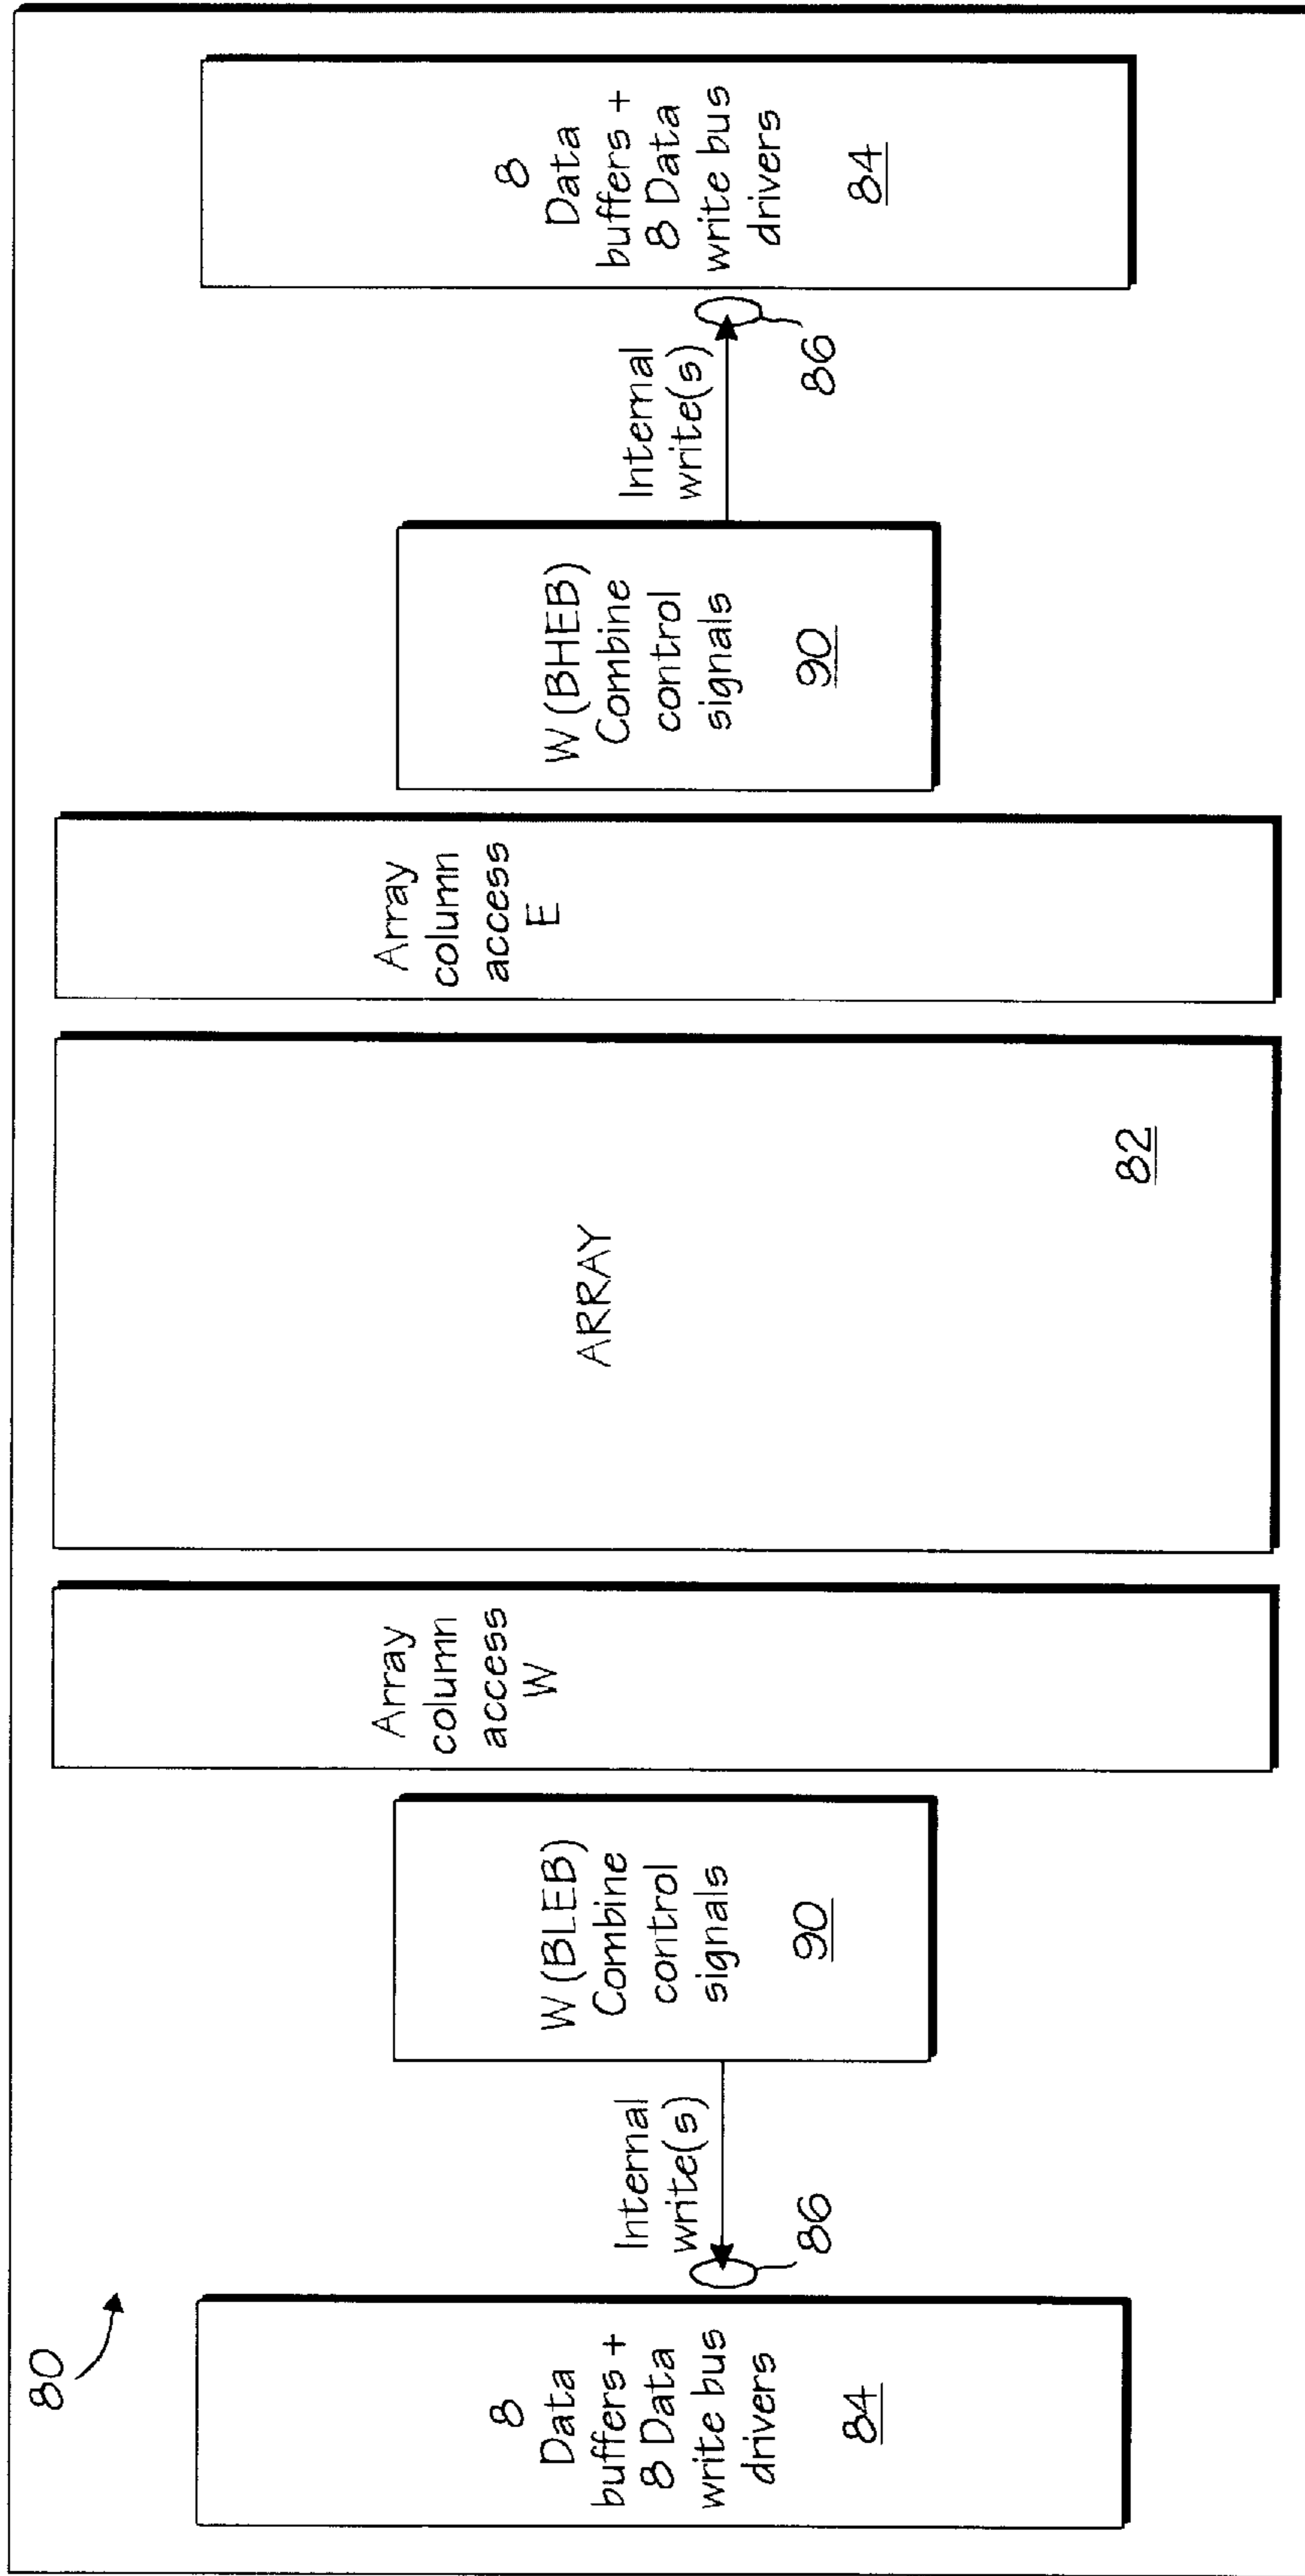 80
8
Data
buffers +
8 Data
write bus
drivers
84
Internal
write(s)
86
W (BLEB)
Combine
control
signals
90
Array
column
access
W
ARRAY
82
Array
column
access
E
W (BHEB)
Combine
control
signals
90
Internal
write(s)
86
8
Data
buffers +
8 Data
write bus
drivers
84